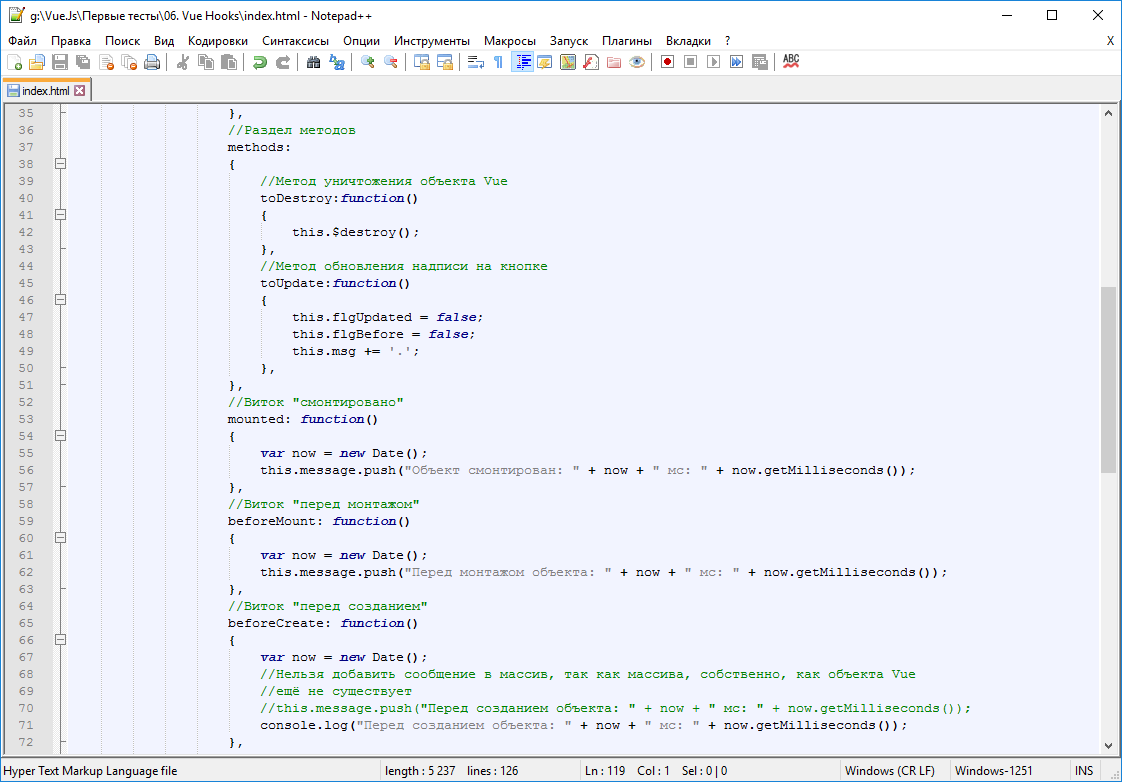 g:\Vue.Js\Первые тесты\06. Vue Hooks\index.html - Notepad++
Файл Правка Поиск Вид Кодировки Синтаксисы Опции Инструменты Макросы Запуск Плагины Вкладки ? X
ABC
index.html
35 },
36 //Раздел методов
37 methods:
38 {
39 //Метод уничтожения объекта Vue
40 toDestroy:function()
41 {
42 this.$destroy();
43 },
44 //Метод обновления надписи на кнопке
45 toUpdate:function()
46 {
47 this.flgUpdated = false;
48 this.flgBefore = false;
49 this.msg += '.';
50 },
51 },
52 //Виток "смонтировано"
53 mounted: function()
54 {
55 var now = new Date();
56 this.message.push("Объект смонтирован: " + now + " мс: " + now.getMilliseconds());
57 },
58 //Виток "перед монтажом"
59 beforeMount: function()
60 {
61 var now = new Date();
62 this.message.push("Перед монтажом объекта: " + now + " мс: " + now.getMilliseconds());
63 },
64 //Виток "перед созданием"
65 beforeCreate: function()
66 {
67 var now = new Date();
68 //Нельзя добавить сообщение в массив, так как массива, собственно, как объекта Vue
69 //ещё не существует
70 //this.message.push("Перед созданием объекта: " + now + " мс: " + now.getMilliseconds());
71 console.log("Перед созданием объекта: " + now + " мс: " + now.getMilliseconds());
72 },
Hyper Text Markup Language file length : 5 237 lines : 126 Ln : 119 Col : 1 Sel : 0 | 0 Windows (CR LF) Windows-1251 INS